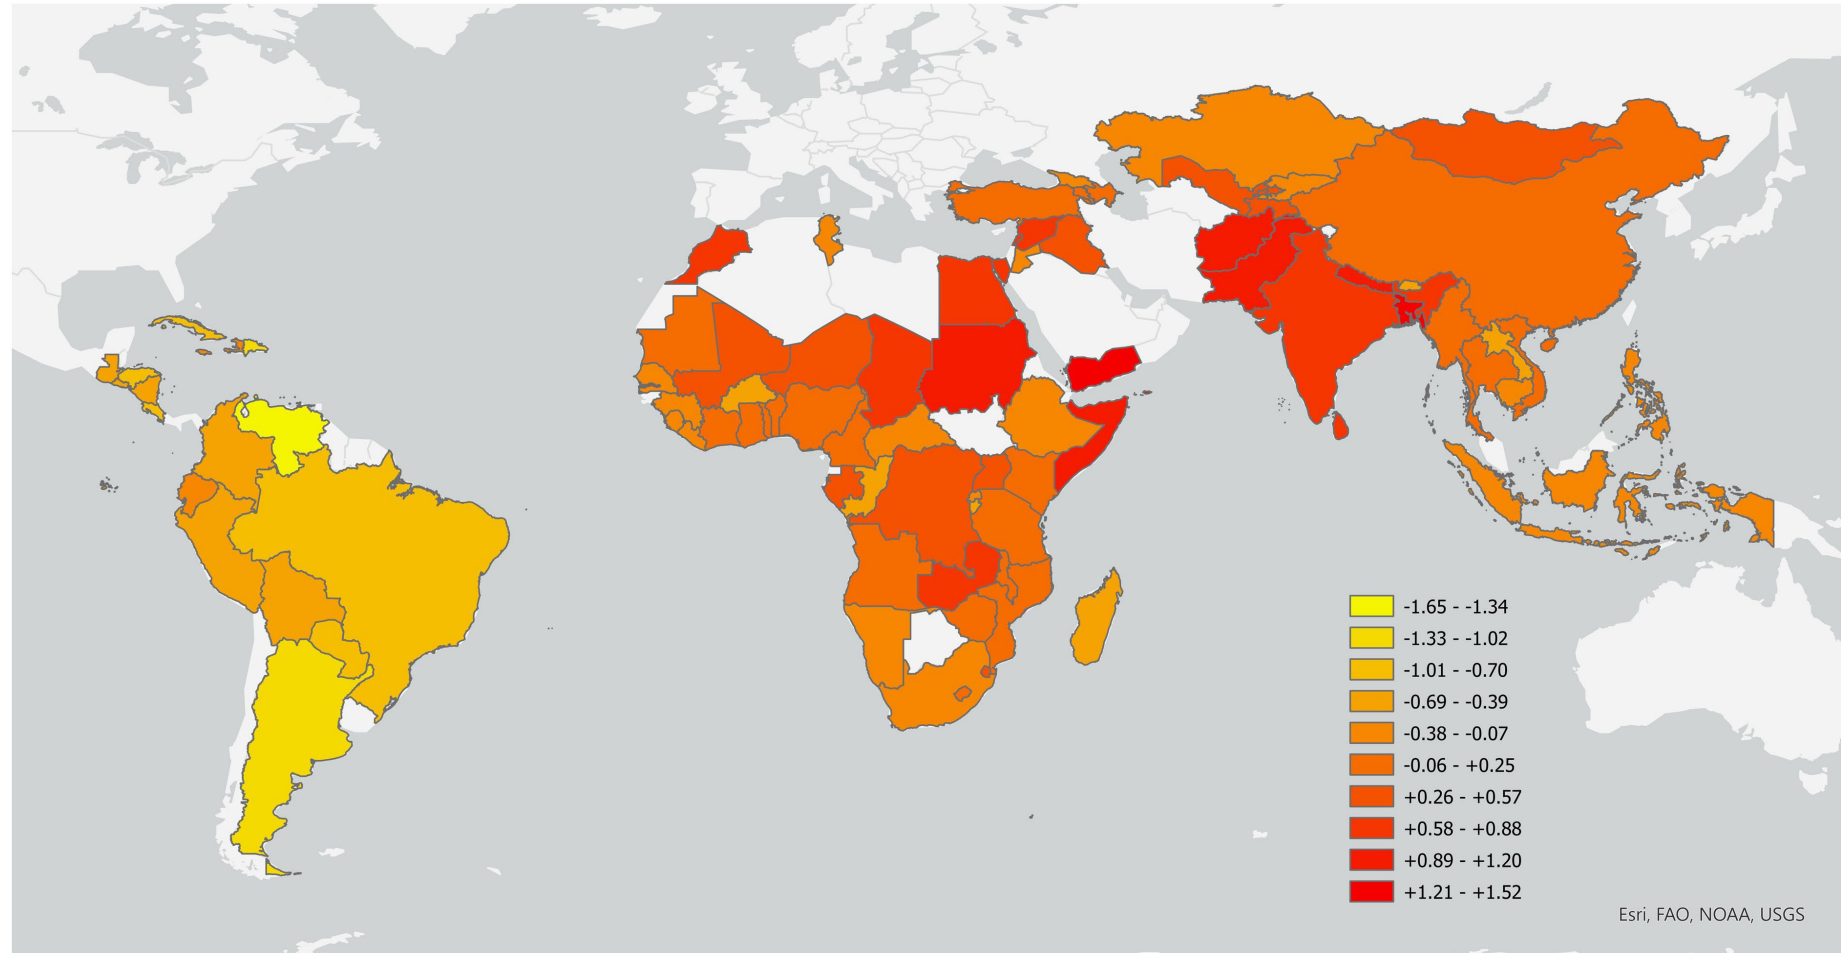 -1.65 - -1.34
-1.33 - -1.02
-1.01 - -0.70
-0.69 - -0.39
-0.38 - -0.07
-0.06 - +0.25
+0.26 - +0.57
+0.58 - +0.88
+0.89 - +1.20
+1.21 - +1.52
Esri, FAO, NOAA, USGS